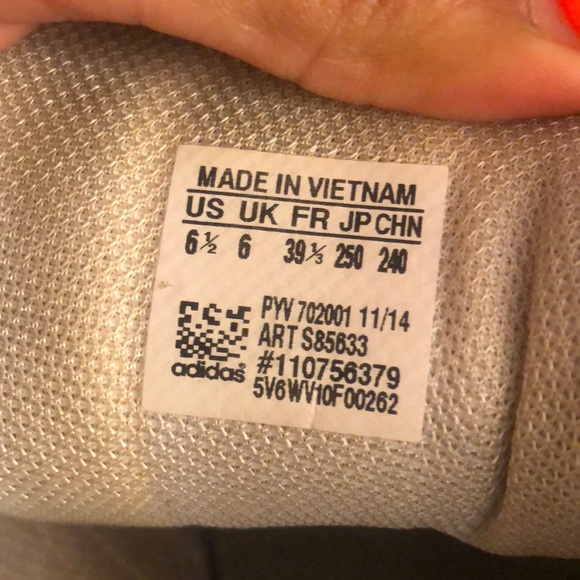 MADE IN VIETNAM
US UK FR JP CHN
6½ 6 39⅓ 250 240
PYV 702001 11/14
ART S85633
#110756379
adidas
5V6WV10F00262